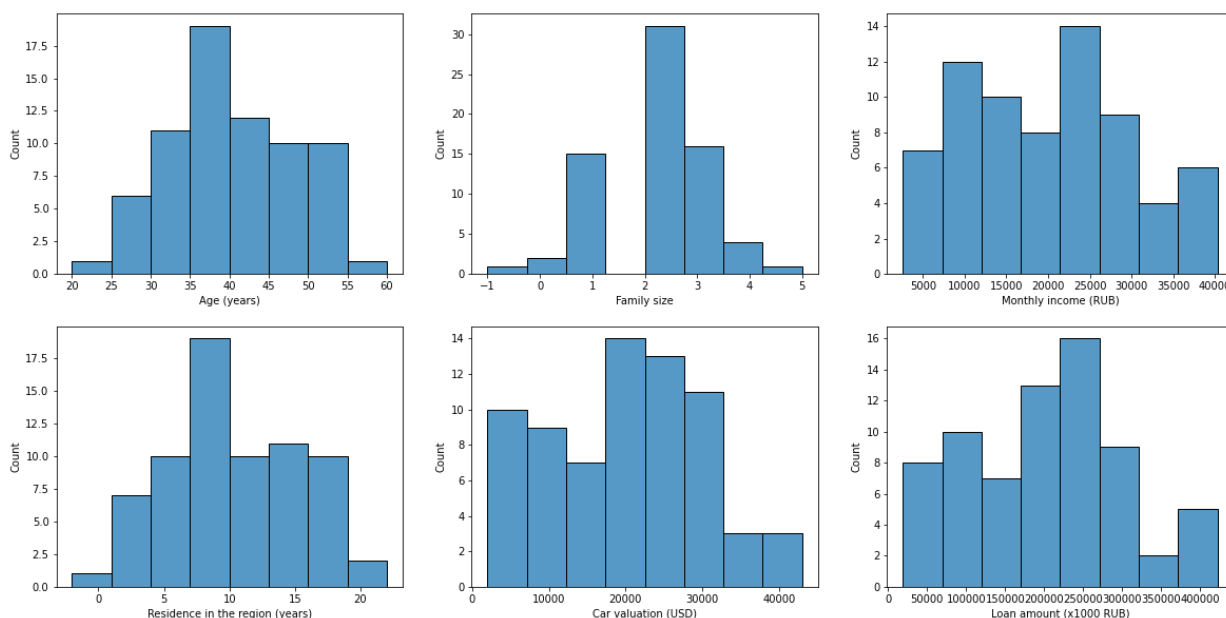 17.5
15.0
12.5
10.0
7.5
5.0
2.5
0.0
Count
20 25 30 35 40 45 50 55 60
Age (years)
30
25
20
15
10
5
0
Count
−1 0 1 2 3 4 5
Family size
14
12
10
8
6
4
2
0
Count
5000 10000 15000 20000 25000 30000 35000 40000
Monthly income (RUB)
17.5
15.0
12.5
10.0
7.5
5.0
2.5
0.0
Count
0 5 10 15 20
Residence in the region (years)
14
12
10
8
6
4
2
0
Count
0 10000 20000 30000 40000
Car valuation (USD)
16
14
12
10
8
6
4
2
0
Count
0 50000 100000 150000 200000 250000 300000 350000 400000
Loan amount (x1000 RUB)